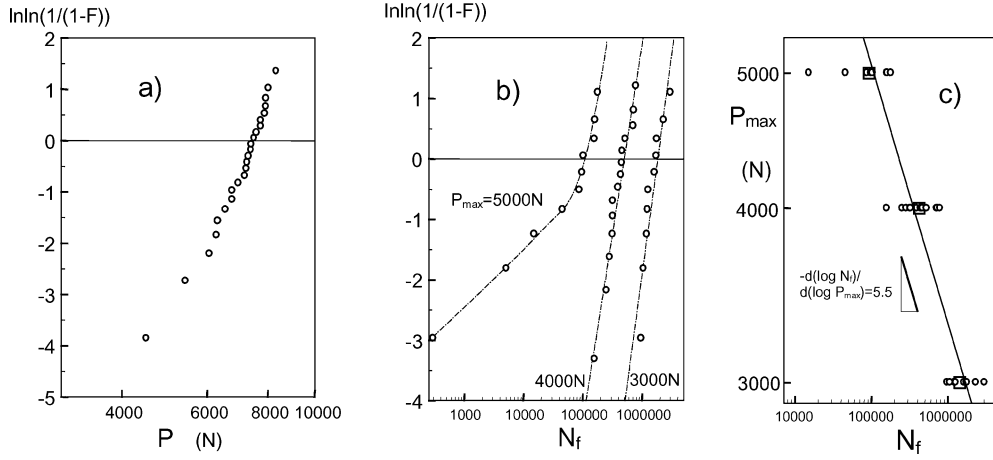 lnln(1/(1-F))
a)
2
1
0
-1
-2
-3
-4
-5
4000
6000
8000
10000
P (N)
lnln(1/(1-F))
b)
2
1
0
-1
-2
-3
-4
Pmax=5000N
4000N
3000N
1000
10000
100000
1000000
Nf
c)
5000
Pmax
(N)
4000
3000
-d(log Nf)/
d(log Pmax)=5.5
10000
100000
1000000
Nf